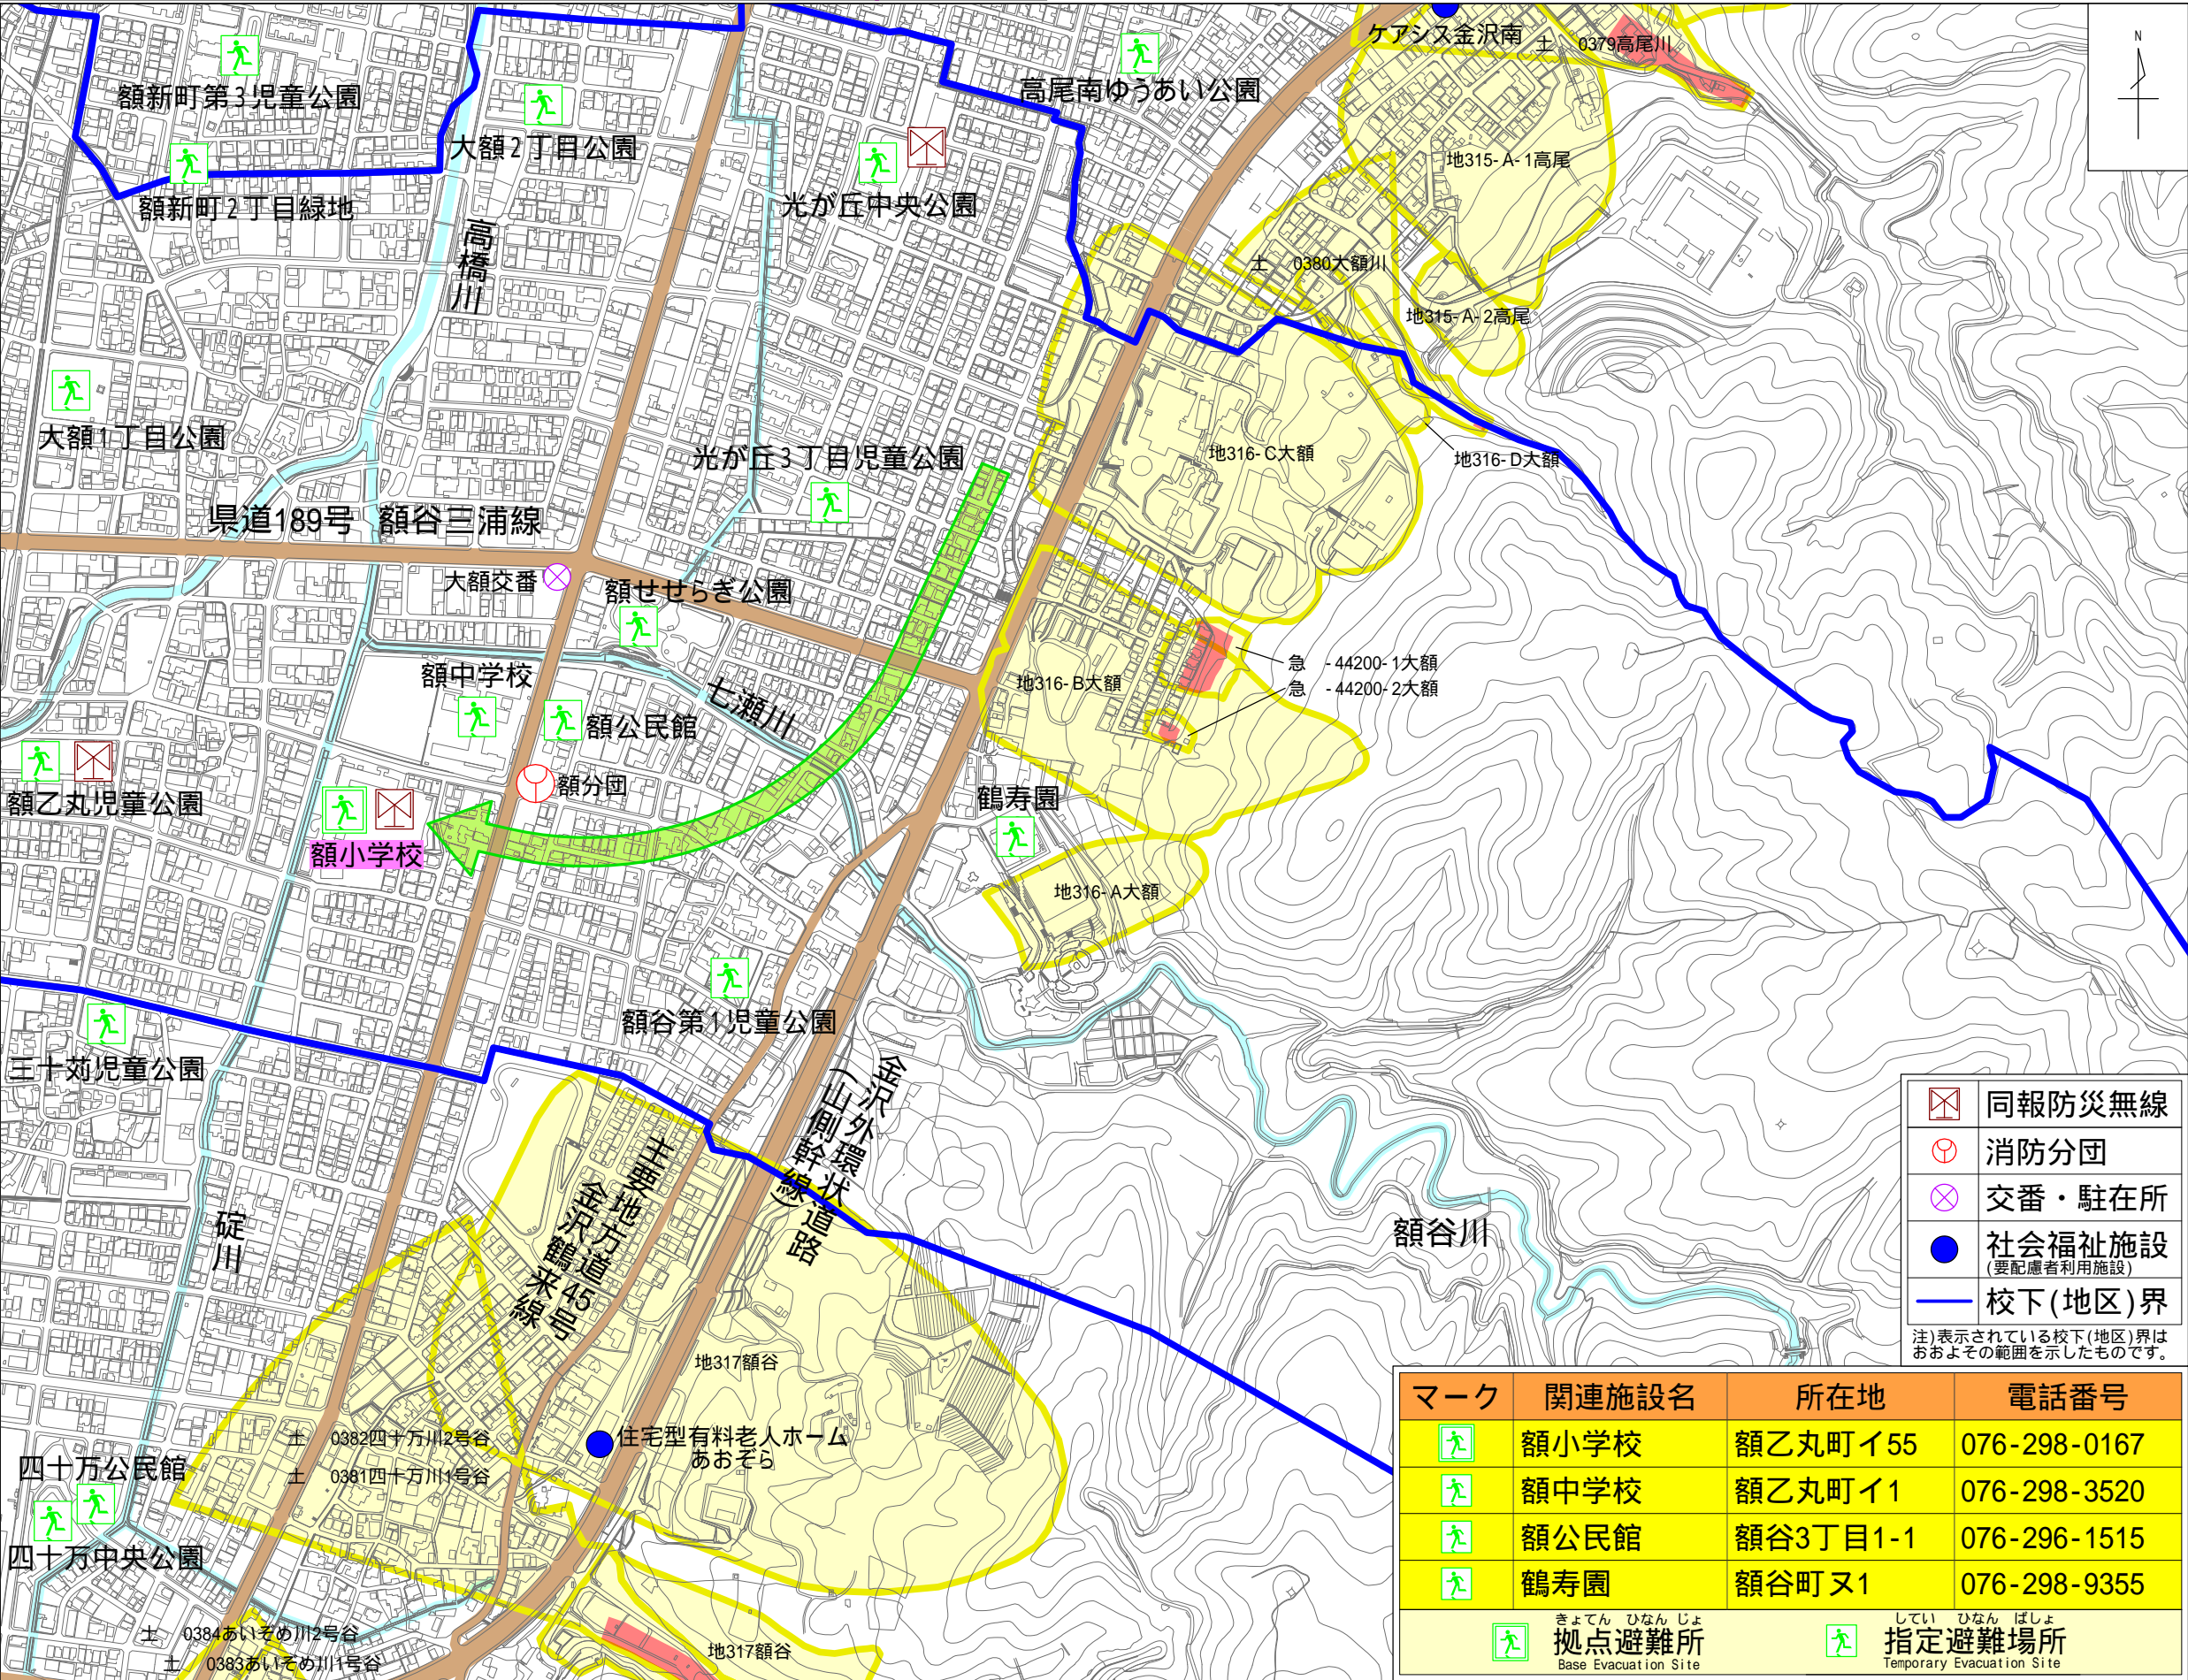 ケアシス金沢南
土 0379高尾川
N
額新町第3児童公園
高尾南ゆうあい公園
大額2丁目公園
地315-A-1高尾
額新町2丁目緑地
光が丘中央公園
高橋川
土 0380大額川
地315-A-2高尾
大額1丁目公園
光が丘3丁目児童公園
地316-C大額
地316-D大額
県道189号 額谷三浦線
大額交番
額せせらぎ公園
急 -44200-1大額
急 -44200-2大額
額中学校
地316-B大額
七瀬川
額公民館
額乙丸児童公園
額分団
鶴寿園
額小学校
地316-A大額
額谷第1児童公園
三十苅児童公園
金沢外環状道路
(山側幹線)
主要地方道45号
金沢鶴来線
碇川
額谷川
地317額谷
土 0382四十万川2号谷
住宅型有料老人ホーム
あおぞら
四十万公民館
土 0381四十万川1号谷
四十万中央公園
土 0384あいぞめ川2号谷
地317額谷
土 0383あいぞめ川1号谷
同報防災無線
消防分団
交番・駐在所
社会福祉施設
(要配慮者利用施設)
校下(地区)界
注)表示されている校下(地区)界は
おおよその範囲を示したものです。
マーク 関連施設名 所在地 電話番号
額小学校 額乙丸町イ55 076-298-0167
額中学校 額乙丸町イ1 076-298-3520
額公民館 額谷3丁目1-1 076-296-1515
鶴寿園 額谷町ヌ1 076-298-9355
きょてん ひなん じょ
拠点避難所
Base Evacuation Site
してい ひなん ばしょ
指定避難場所
Temporary Evacuation Site